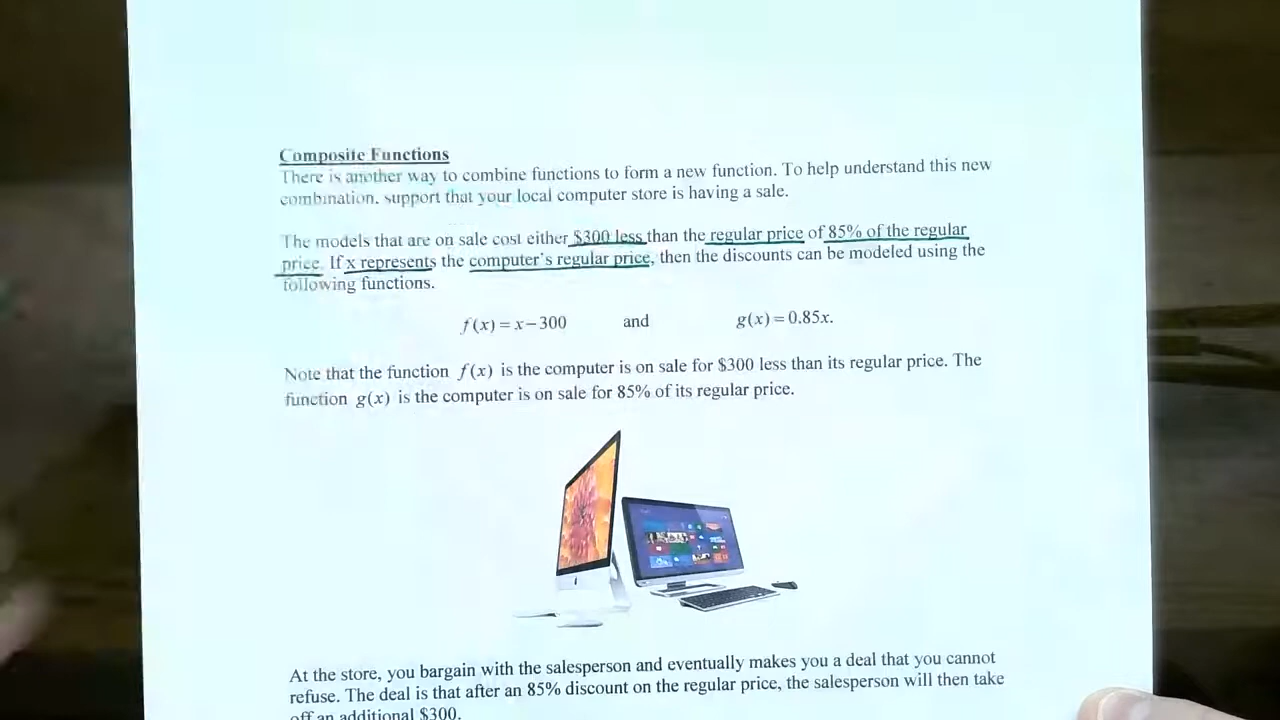 Composite Functions
There is another way to combine functions to form a new function. To help understand this new
combination. support that your local computer store is having a sale.
The models that are on sale cost either $300 less than the regular price of 85% of the regular
price. If x represents the computer's regular price, then the discounts can be modeled using the
following functions.
f(x) = x − 300 and g(x) = 0.85x.
Note that the function f(x) is the computer is on sale for $300 less than its regular price. The
function g(x) is the computer is on sale for 85% of its regular price.
At the store, you bargain with the salesperson and eventually makes you a deal that you cannot
refuse. The deal is that after an 85% discount on the regular price, the salesperson will then take
off an additional $300.